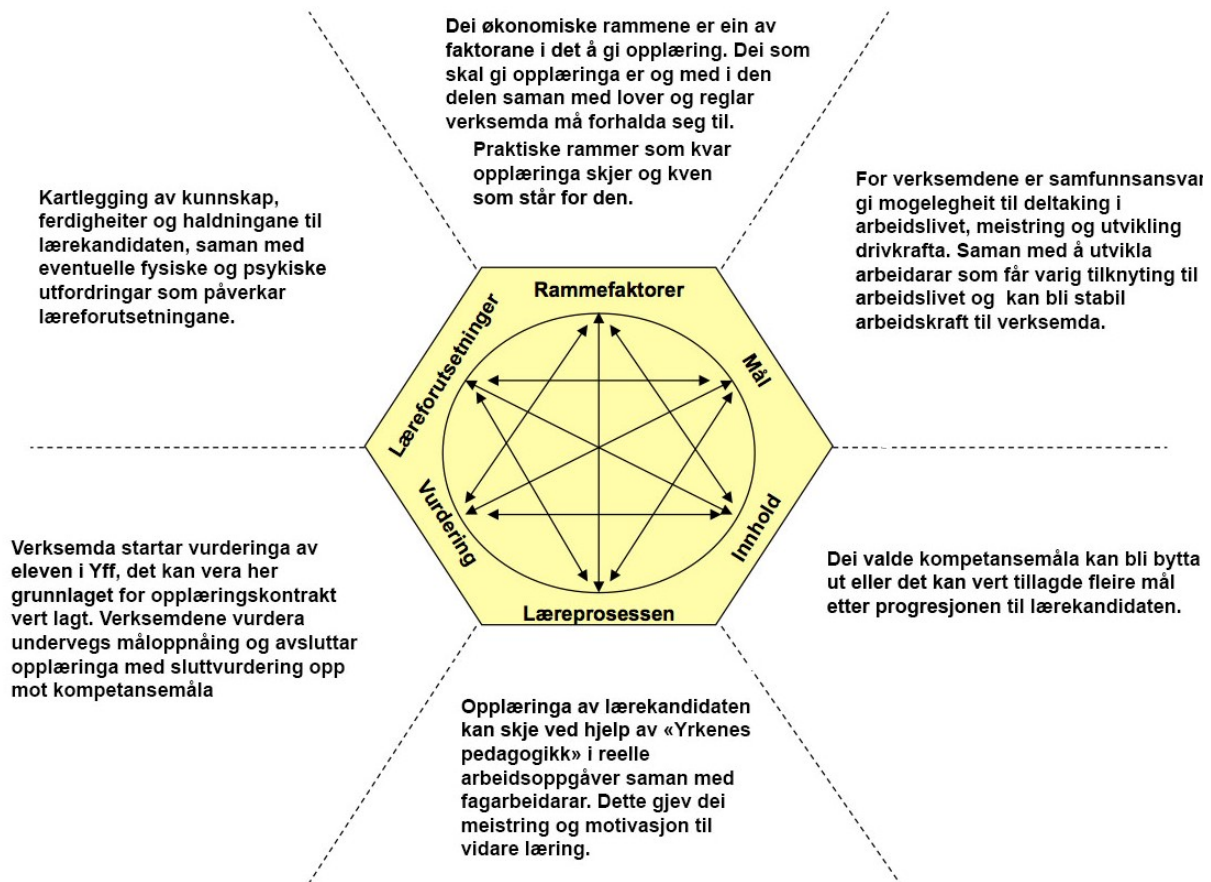 Dei økonomiske rammene er ein av
faktorane i det å gi opplæring. Dei som
skal gi opplæringa er og med i den
delen saman med lover og reglar
verksemda må forhalda seg til.
Praktiske rammer som kvar
opplæringa skjer og kven
som står for den.
Kartlegging av kunnskap,
ferdigheiter og haldningane til
lærekandidaten, saman med
eventuelle fysiske og psykiske
utfordringar som påverkar
læreforutsetningane.
For verksemdene er samfunnsansvar
gi mogelegheit til deltaking i
arbeidslivet, meistring og utvikling
drivkrafta. Saman med å utvikla
arbeidarar som får varig tilknyting til
arbeidslivet og kan bli stabil
arbeidskraft til verksemda.
Rammefaktorer
Læreforutsetninger
Mål
Vurdering
Innhold
Læreprosessen
Verksemda startar vurderinga av
eleven i Yff, det kan vera her
grunnlaget for opplæringskontrakt
vert lagt. Verksemdene vurdera
undervegs måloppnåing og avsluttar
opplæringa med sluttvurdering opp
mot kompetansemåla
Dei valde kompetansemåla kan bli bytta
ut eller det kan vert tillagde fleire mål
etter progresjonen til lærekandidaten.
Opplæringa av lærekandidaten
kan skje ved hjelp av «Yrkenes
pedagogikk» i reelle
arbeidsoppgåver saman med
fagarbeidarar. Dette gjev dei
meistring og motivasjon til
vidare læring.